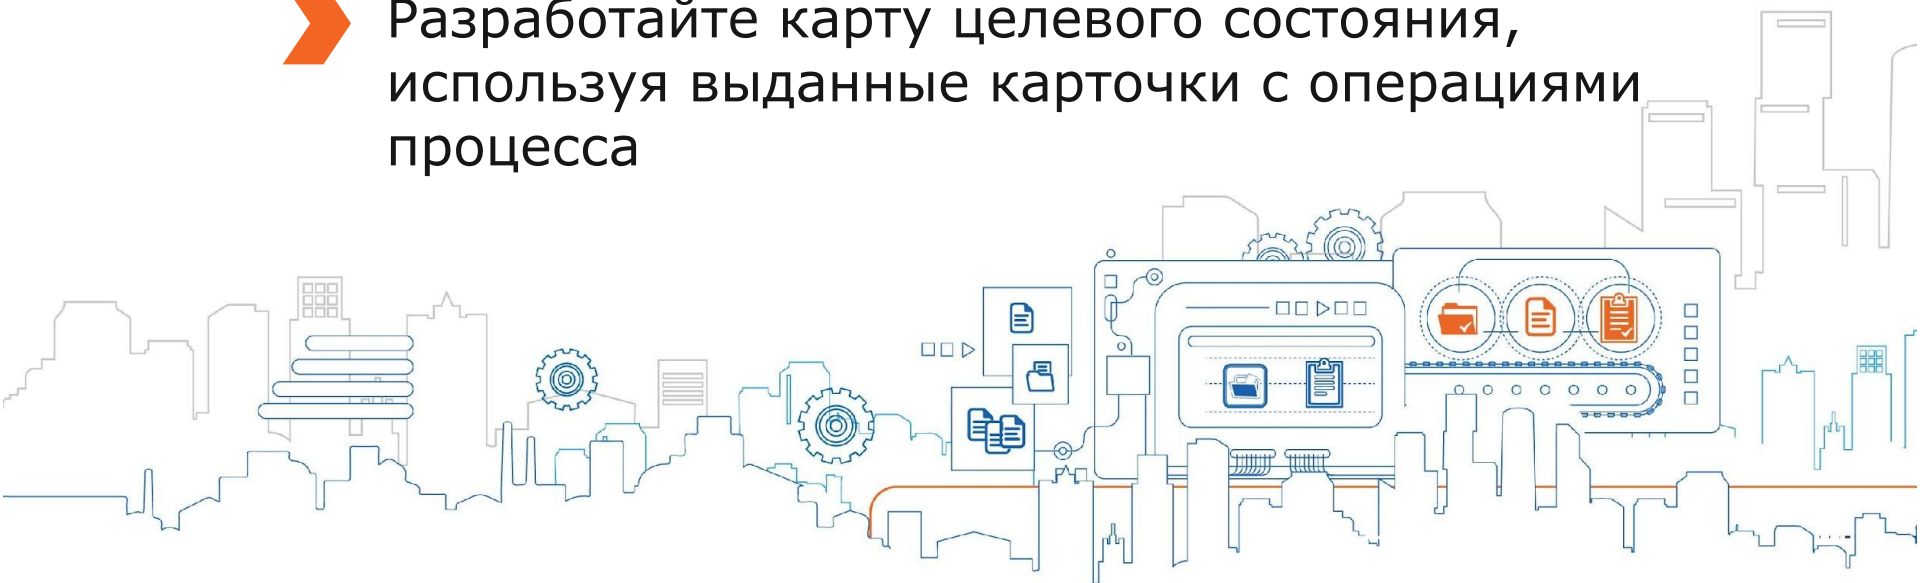 Разработайте карту целевого состояния,
используя выданные карточки с операциями
процесса